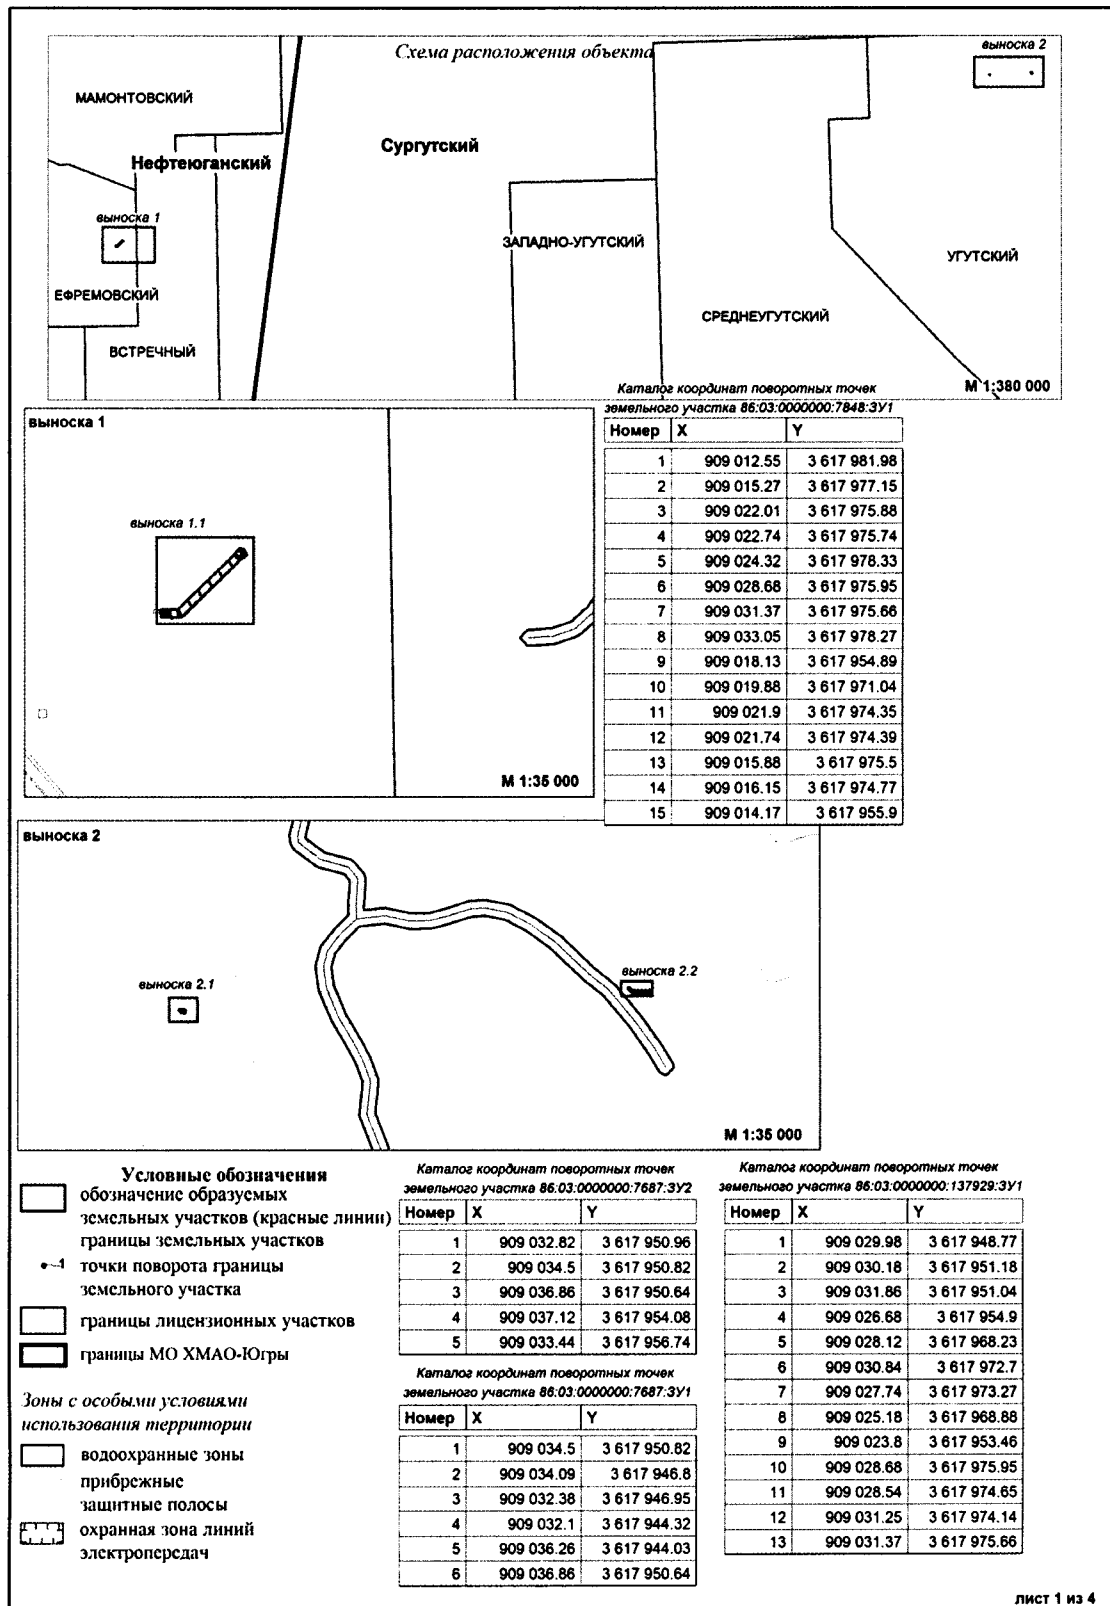 Схема расположения объекта
выноска 2
МАМОНТОВСКИЙ
Нефтеюганский
Сургутский
выноска 1
ЗАПАДНО-УГУТСКИЙ
УГУТСКИЙ
ЕФРЕМОВСКИЙ
СРЕДНЕУГУТСКИЙ
ВСТРЕЧНЫЙ
М 1:380 000
выноска 1
выноска 1.1
М 1:35 000
Каталог координат поворотных точек
земельного участка 86:03:0000000:7848:ЗУ1
Номер X Y
1 909 012.55 3 617 981.98
2 909 015.27 3 617 977.15
3 909 022.01 3 617 975.88
4 909 022.74 3 617 975.74
5 909 024.32 3 617 978.33
6 909 028.68 3 617 975.95
7 909 031.37 3 617 975.66
8 909 033.05 3 617 978.27
9 909 018.13 3 617 954.89
10 909 019.88 3 617 971.04
11 909 021.9 3 617 974.35
12 909 021.74 3 617 974.39
13 909 015.88 3 617 975.5
14 909 016.15 3 617 974.77
15 909 014.17 3 617 955.9
выноска 2
выноска 2.1
выноска 2.2
М 1:35 000
Условные обозначения
обозначение образуемых
земельных участков (красные линии)
границы земельных участков
1 точки поворота границы
земельного участка
границы лицензионных участков
границы МО ХМАО-Югры
Зоны с особыми условиями
использования территории
водоохранные зоны
прибрежные
защитные полосы
охранная зона линий
электропередач
Каталог координат поворотных точек
земельного участка 86:03:0000000:7687:ЗУ2
Номер X Y
1 909 032.82 3 617 950.96
2 909 034.5 3 617 950.82
3 909 036.86 3 617 950.64
4 909 037.12 3 617 954.08
5 909 033.44 3 617 956.74
Каталог координат поворотных точек
земельного участка 86:03:0000000:7687:ЗУ1
Номер X Y
1 909 034.5 3 617 950.82
2 909 034.09 3 617 946.8
3 909 032.38 3 617 946.95
4 909 032.1 3 617 944.32
5 909 036.26 3 617 944.03
6 909 036.86 3 617 950.64
Каталог координат поворотных точек
земельного участка 86:03:0000000:137929:ЗУ1
Номер X Y
1 909 029.98 3 617 948.77
2 909 030.18 3 617 951.18
3 909 031.86 3 617 951.04
4 909 026.68 3 617 954.9
5 909 028.12 3 617 968.23
6 909 030.84 3 617 972.7
7 909 027.74 3 617 973.27
8 909 025.18 3 617 968.88
9 909 023.8 3 617 953.46
10 909 028.68 3 617 975.95
11 909 028.54 3 617 974.65
12 909 031.25 3 617 974.14
13 909 031.37 3 617 975.66
лист 1 из 4